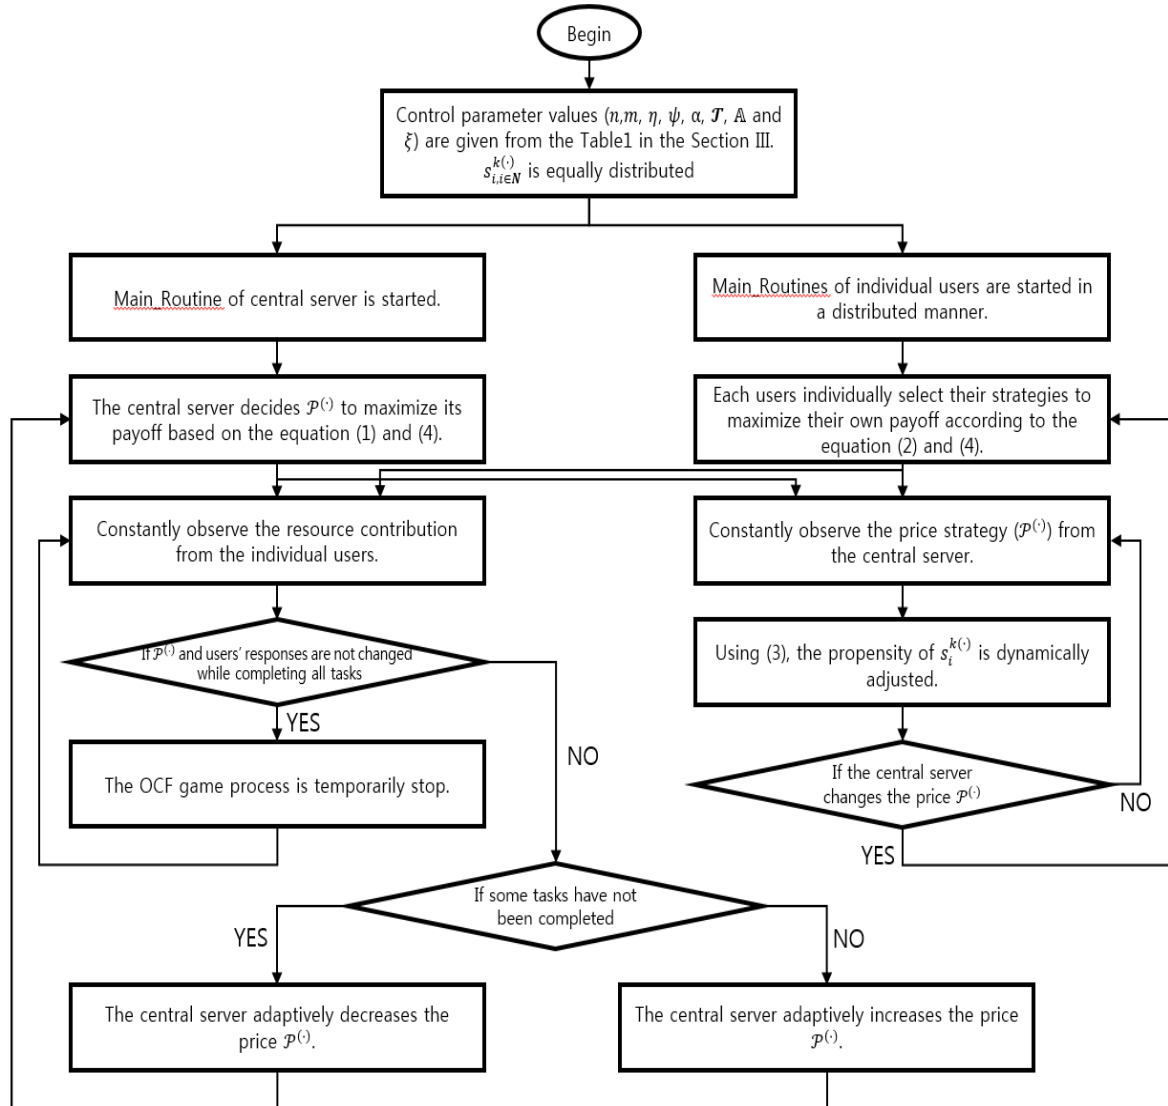 Begin
Control parameter values (n,m, η, ψ, α, 𝓣, 𝔸 and
ξ) are given from the Table1 in the Section Ⅲ.
s_{i,i∈N}^{k(·)} is equally distributed
Main_Routine of central server is started.
Main_Routines of individual users are started in
a distributed manner.
The central server decides 𝒫^(·) to maximize its
payoff based on the equation (1) and (4).
Each users individually select their strategies to
maximize their own payoff according to the
equation (2) and (4).
Constantly observe the resource contribution
from the individual users.
Constantly observe the price strategy (𝒫^(·)) from
the central server.
If 𝒫^(·) and users’ responses are not changed
while completing all tasks
Using (3), the propensity of s_i^{k(·)} is dynamically
adjusted.
YES
NO
The OCF game process is temporarily stop.
If the central server
changes the price 𝒫^(·)
NO
YES
If some tasks have not
been completed
YES
NO
The central server adaptively decreases the
price 𝒫^(·).
The central server adaptively increases the price
𝒫^(·).